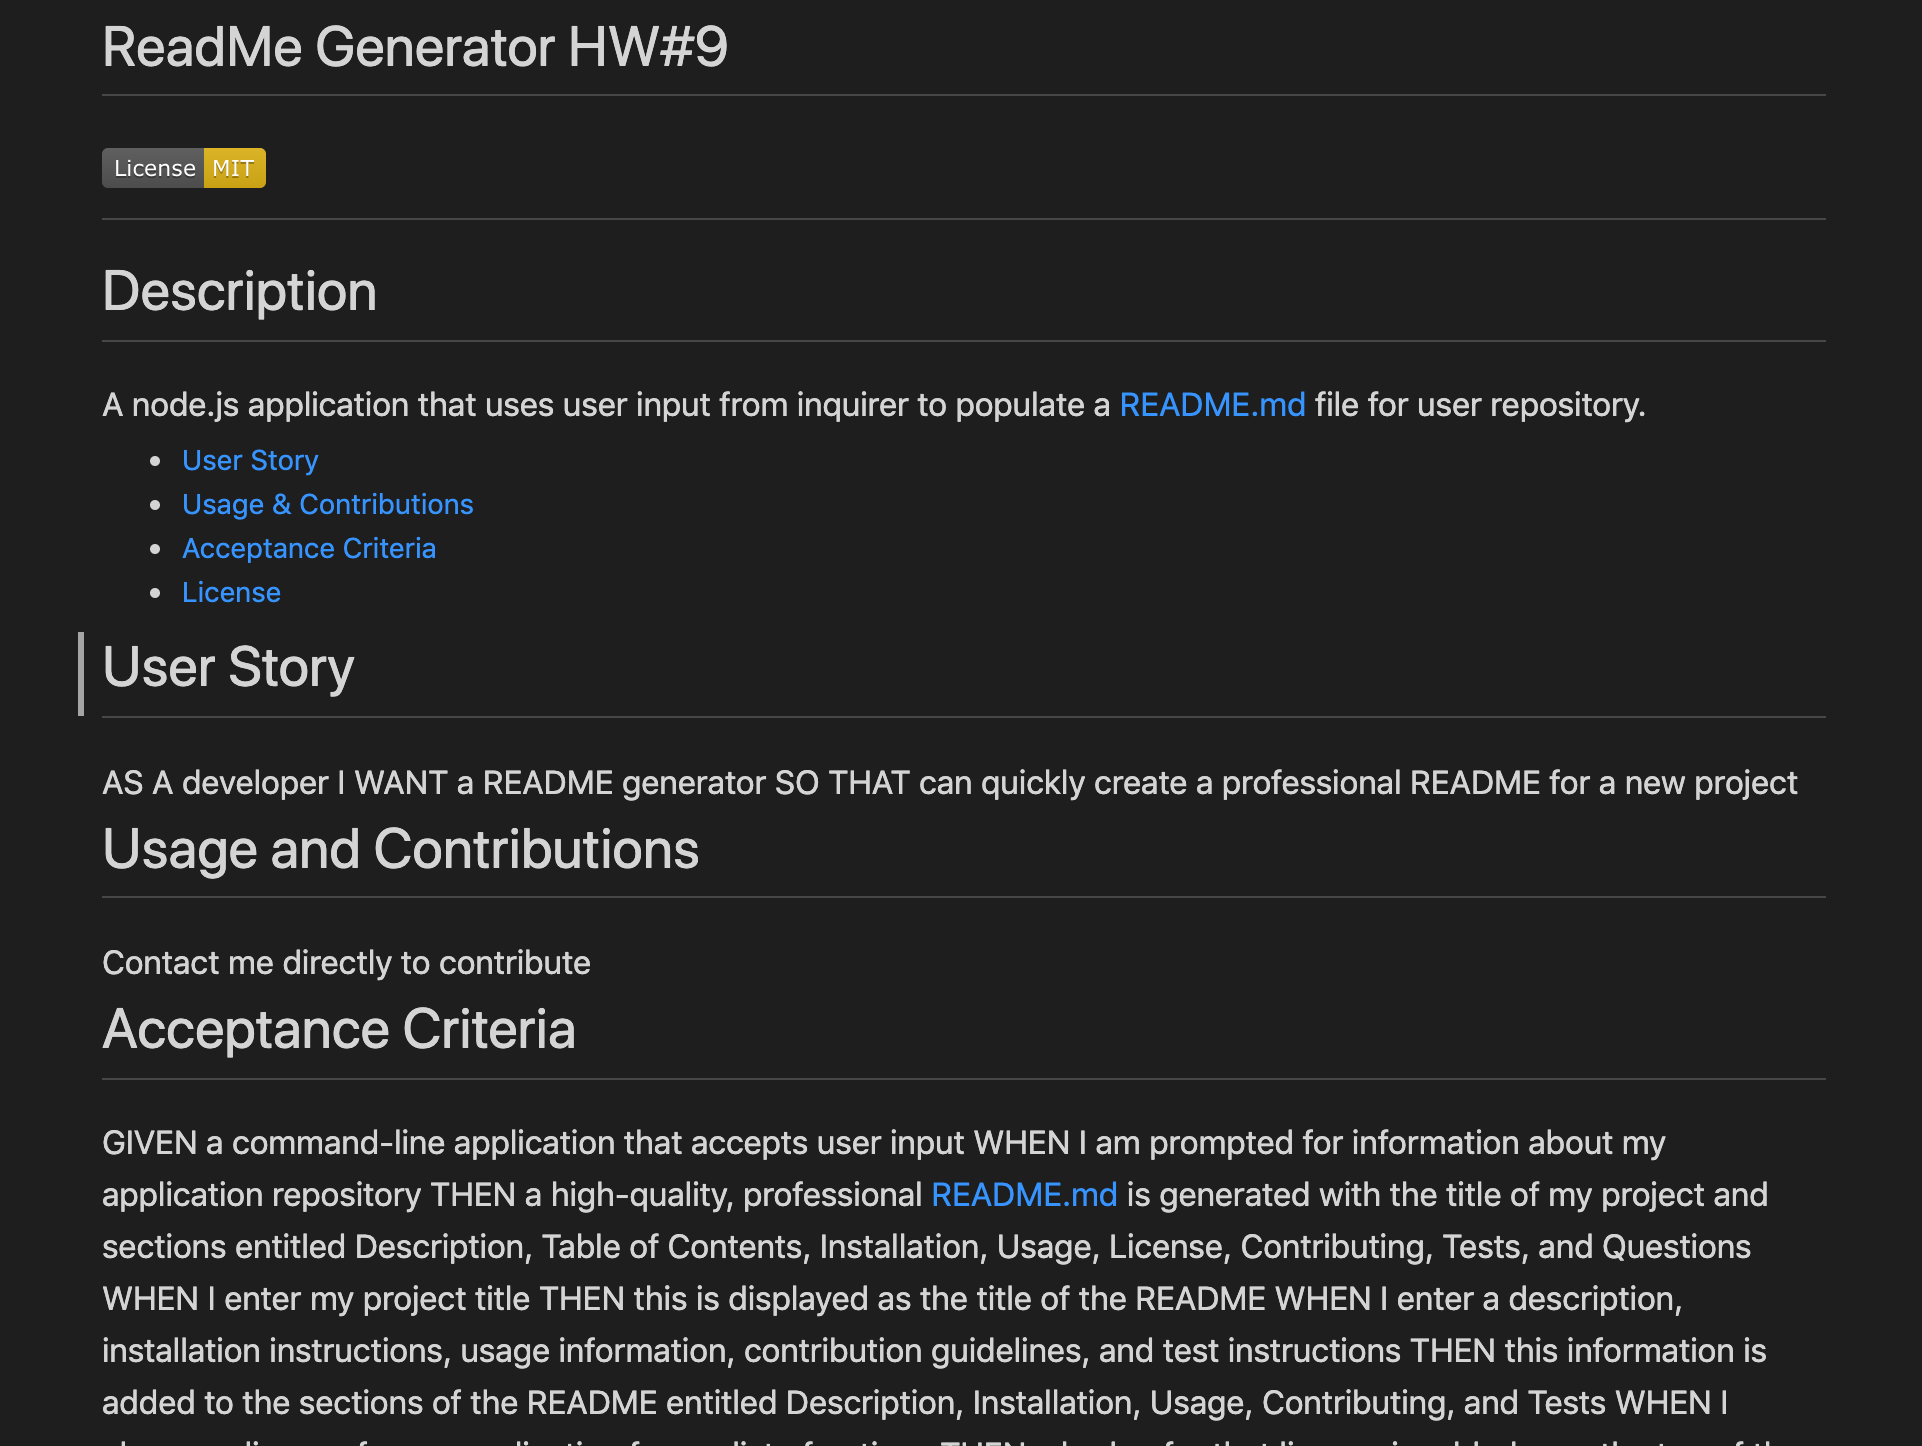 ReadMe Generator HW#9
License MIT
Description
A node.js application that uses user input from inquirer to populate a README.md file for user repository.
User Story
Usage & Contributions
Acceptance Criteria
License
User Story
AS A developer I WANT a README generator SO THAT can quickly create a professional README for a new project
Usage and Contributions
Contact me directly to contribute
Acceptance Criteria
GIVEN a command-line application that accepts user input WHEN I am prompted for information about my
application repository THEN a high-quality, professional README.md is generated with the title of my project and
sections entitled Description, Table of Contents, Installation, Usage, License, Contributing, Tests, and Questions
WHEN I enter my project title THEN this is displayed as the title of the README WHEN I enter a description,
installation instructions, usage information, contribution guidelines, and test instructions THEN this information is
added to the sections of the README entitled Description, Installation, Usage, Contributing, and Tests WHEN I